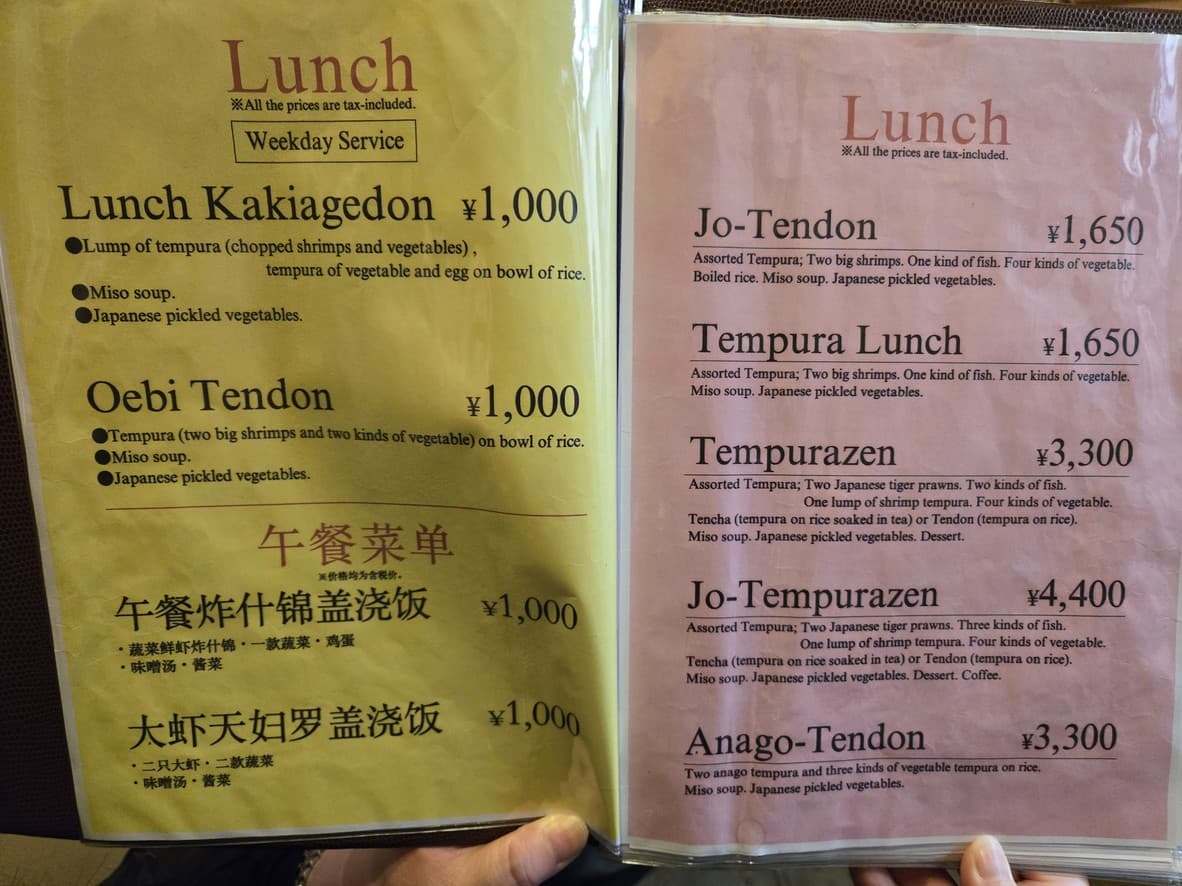 Lunch
※All the prices are tax-included.
Weekday Service
Lunch Kakiagedon ¥1,000
●Lump of tempura (chopped shrimps and vegetables) ,
tempura of vegetable and egg on bowl of rice.
●Miso soup.
●Japanese pickled vegetables.
Oebi Tendon ¥1,000
●Tempura (two big shrimps and two kinds of vegetable) on bowl of rice.
●Miso soup.
●Japanese pickled vegetables.
午餐菜单
※价格均为含税价。
午餐炸什锦盖浇饭 ¥1,000
・蔬菜鲜虾炸什锦・一款蔬菜・鸡蛋
・味噌汤・酱菜
大虾天妇罗盖浇饭 ¥1,000
・二只大虾・二款蔬菜
・味噌汤・酱菜
Lunch
※All the prices are tax-included.
Jo-Tendon ¥1,650
Assorted Tempura; Two big shrimps. One kind of fish. Four kinds of vegetable.
Boiled rice. Miso soup. Japanese pickled vegetables.
Tempura Lunch ¥1,650
Assorted Tempura; Two big shrimps. One kind of fish. Four kinds of vegetable.
Miso soup. Japanese pickled vegetables.
Tempurazen ¥3,300
Assorted Tempura; Two Japanese tiger prawns. Two kinds of fish.
One lump of shrimp tempura. Four kinds of vegetable.
Tencha (tempura on rice soaked in tea) or Tendon (tempura on rice).
Miso soup. Japanese pickled vegetables. Dessert.
Jo-Tempurazen ¥4,400
Assorted Tempura; Two Japanese tiger prawns. Three kinds of fish.
One lump of shrimp tempura. Four kinds of vegetable.
Tencha (tempura on rice soaked in tea) or Tendon (tempura on rice).
Miso soup. Japanese pickled vegetables. Dessert. Coffee.
Anago-Tendon ¥3,300
Two anago tempura and three kinds of vegetable tempura on rice.
Miso soup. Japanese pickled vegetables.